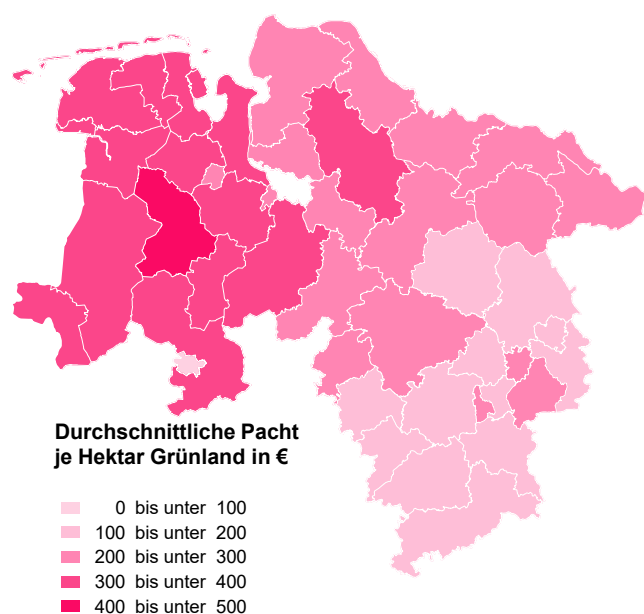 Durchschnittliche Pacht
je Hektar Grünland in €
0 bis unter 100
100 bis unter 200
200 bis unter 300
300 bis unter 400
400 bis unter 500